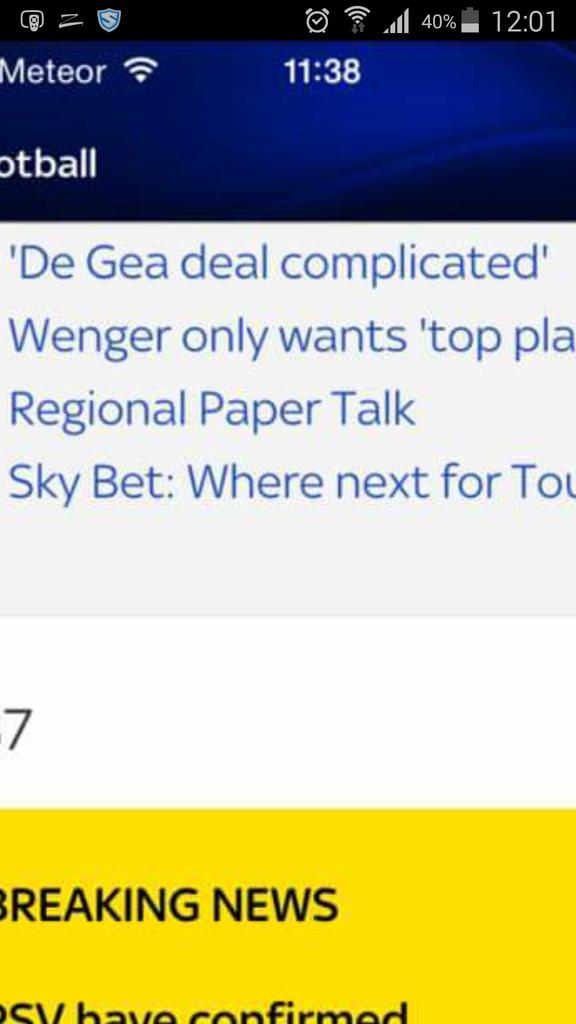 40% 12:01
Meteor 11:38
otball
'De Gea deal complicated'
Wenger only wants 'top pla
Regional Paper Talk
Sky Bet: Where next for Tou
7
BREAKING NEWS
PSV have confirmed